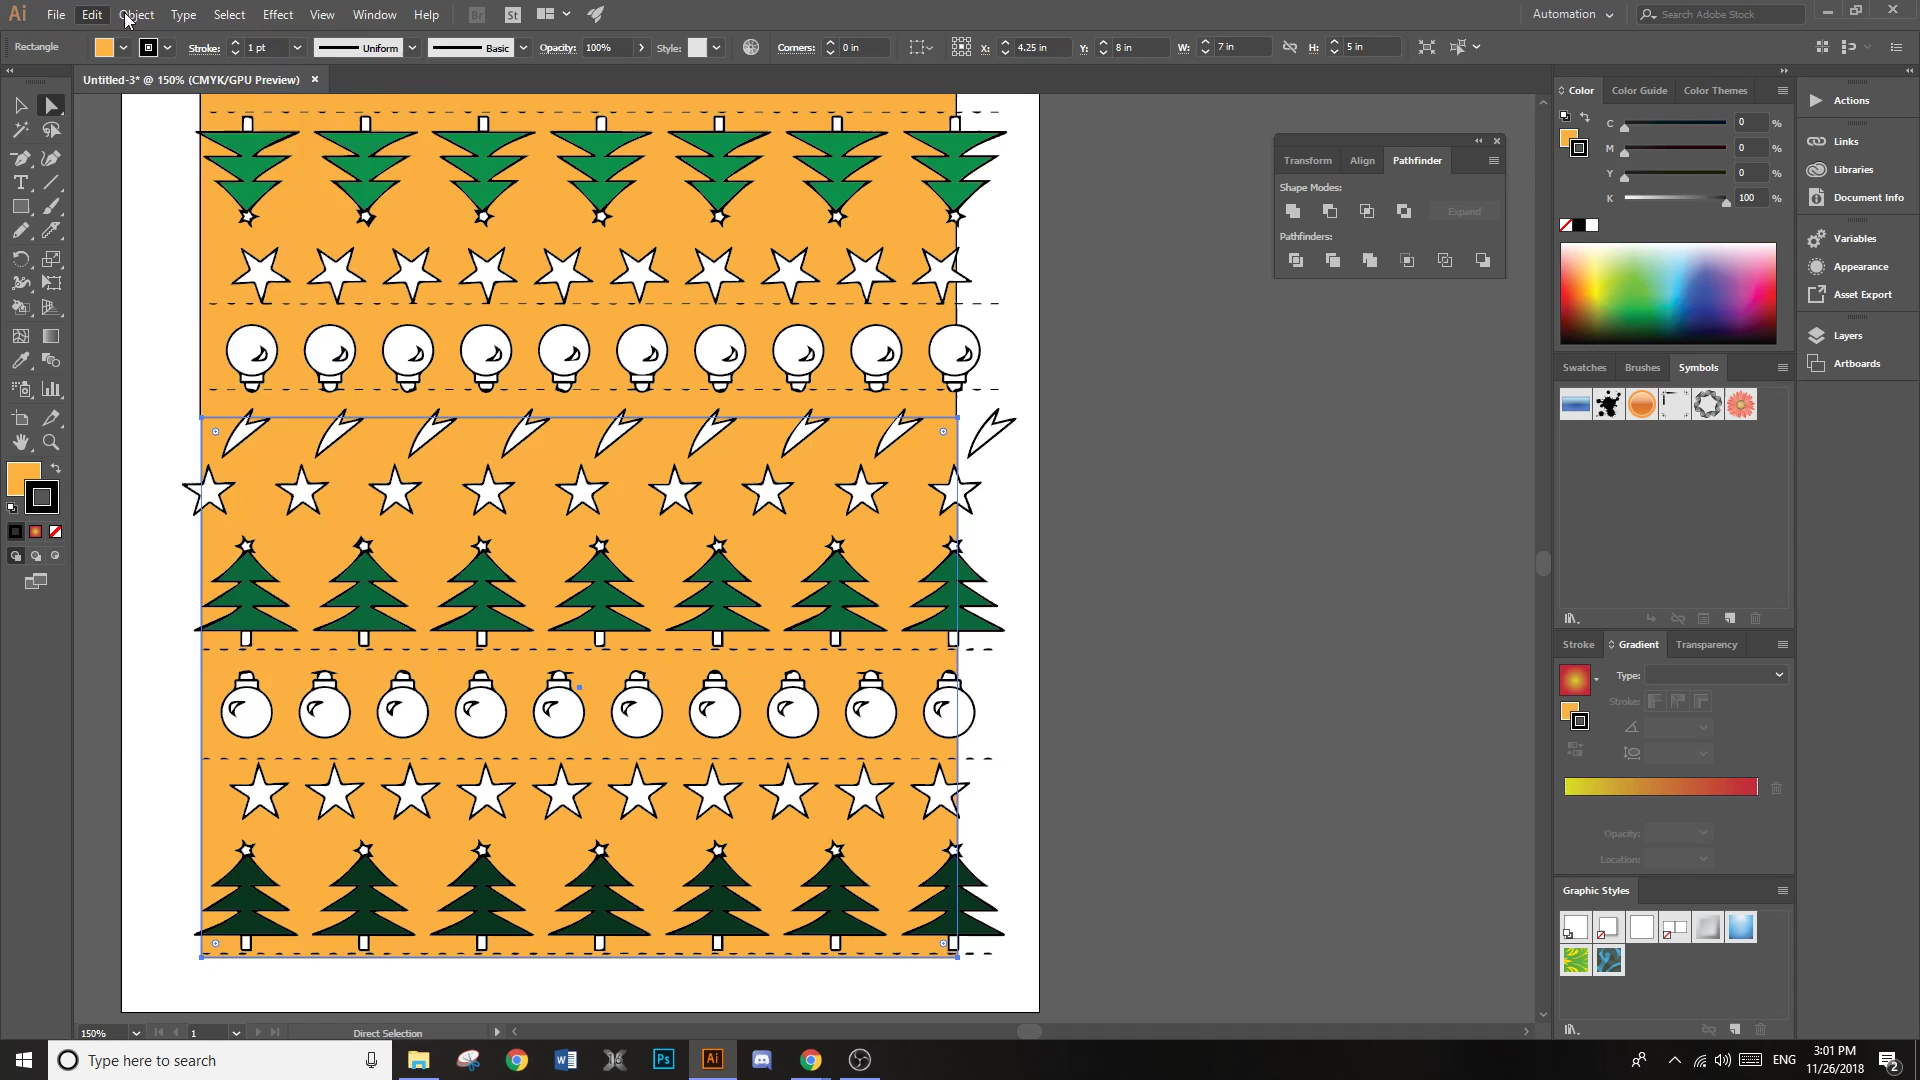 Ai File Edit Object Type Select Effect View Window Help Br St Automation Search Adobe Stock
Rectangle Stroke: 1 pt Uniform Basic Opacity: 100% Style: Corners: 0 in X: 4.25 in Y: 8 in W: 7 in H: 5 in
Untitled-3* @ 150% (CMYK/GPU Preview)
Transform Align Pathfinder
Shape Modes:
Expand
Pathfinders:
Color Color Guide Color Themes
C 0 %
M 0 %
Y 0 %
K 100 %
Swatches Brushes Symbols
Stroke Gradient Transparency
Type:
Stroke:
Opacity:
Location:
Graphic Styles
Actions
Links
Libraries
Document Info
Variables
Appearance
Asset Export
Layers
Artboards
150% 1 Direct Selection
Type here to search
Ps Ai
ENG
3:01 PM
11/26/2018
2